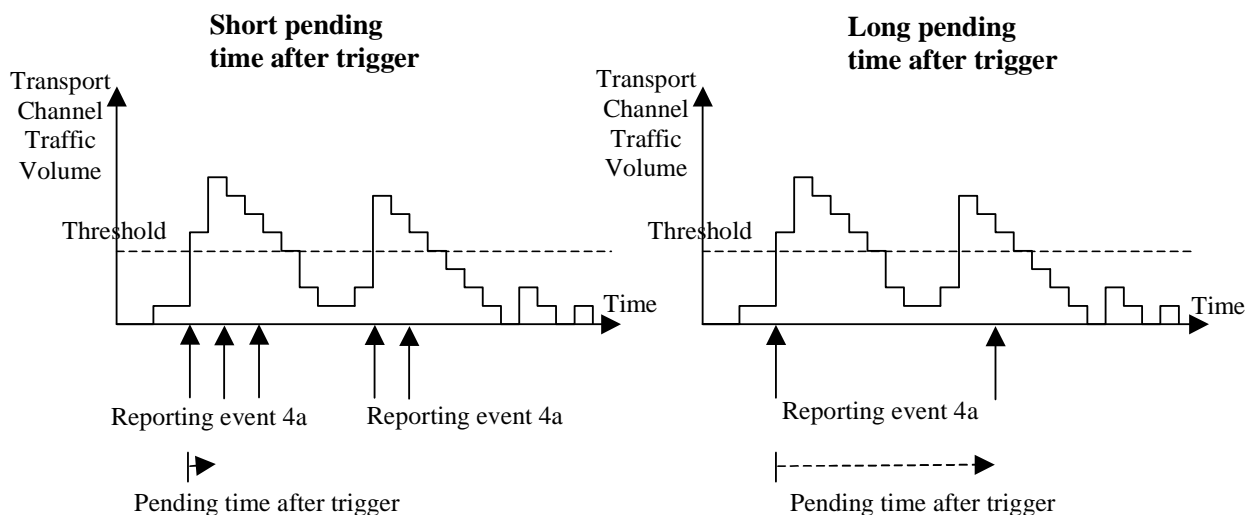 Short pending
time after trigger
Transport
Channel
Traffic
Volume
Threshold
Time
Reporting event 4a
Reporting event 4a
Pending time after trigger
Long pending
time after trigger
Transport
Channel
Traffic
Volume
Threshold
Time
Reporting event 4a
Pending time after trigger